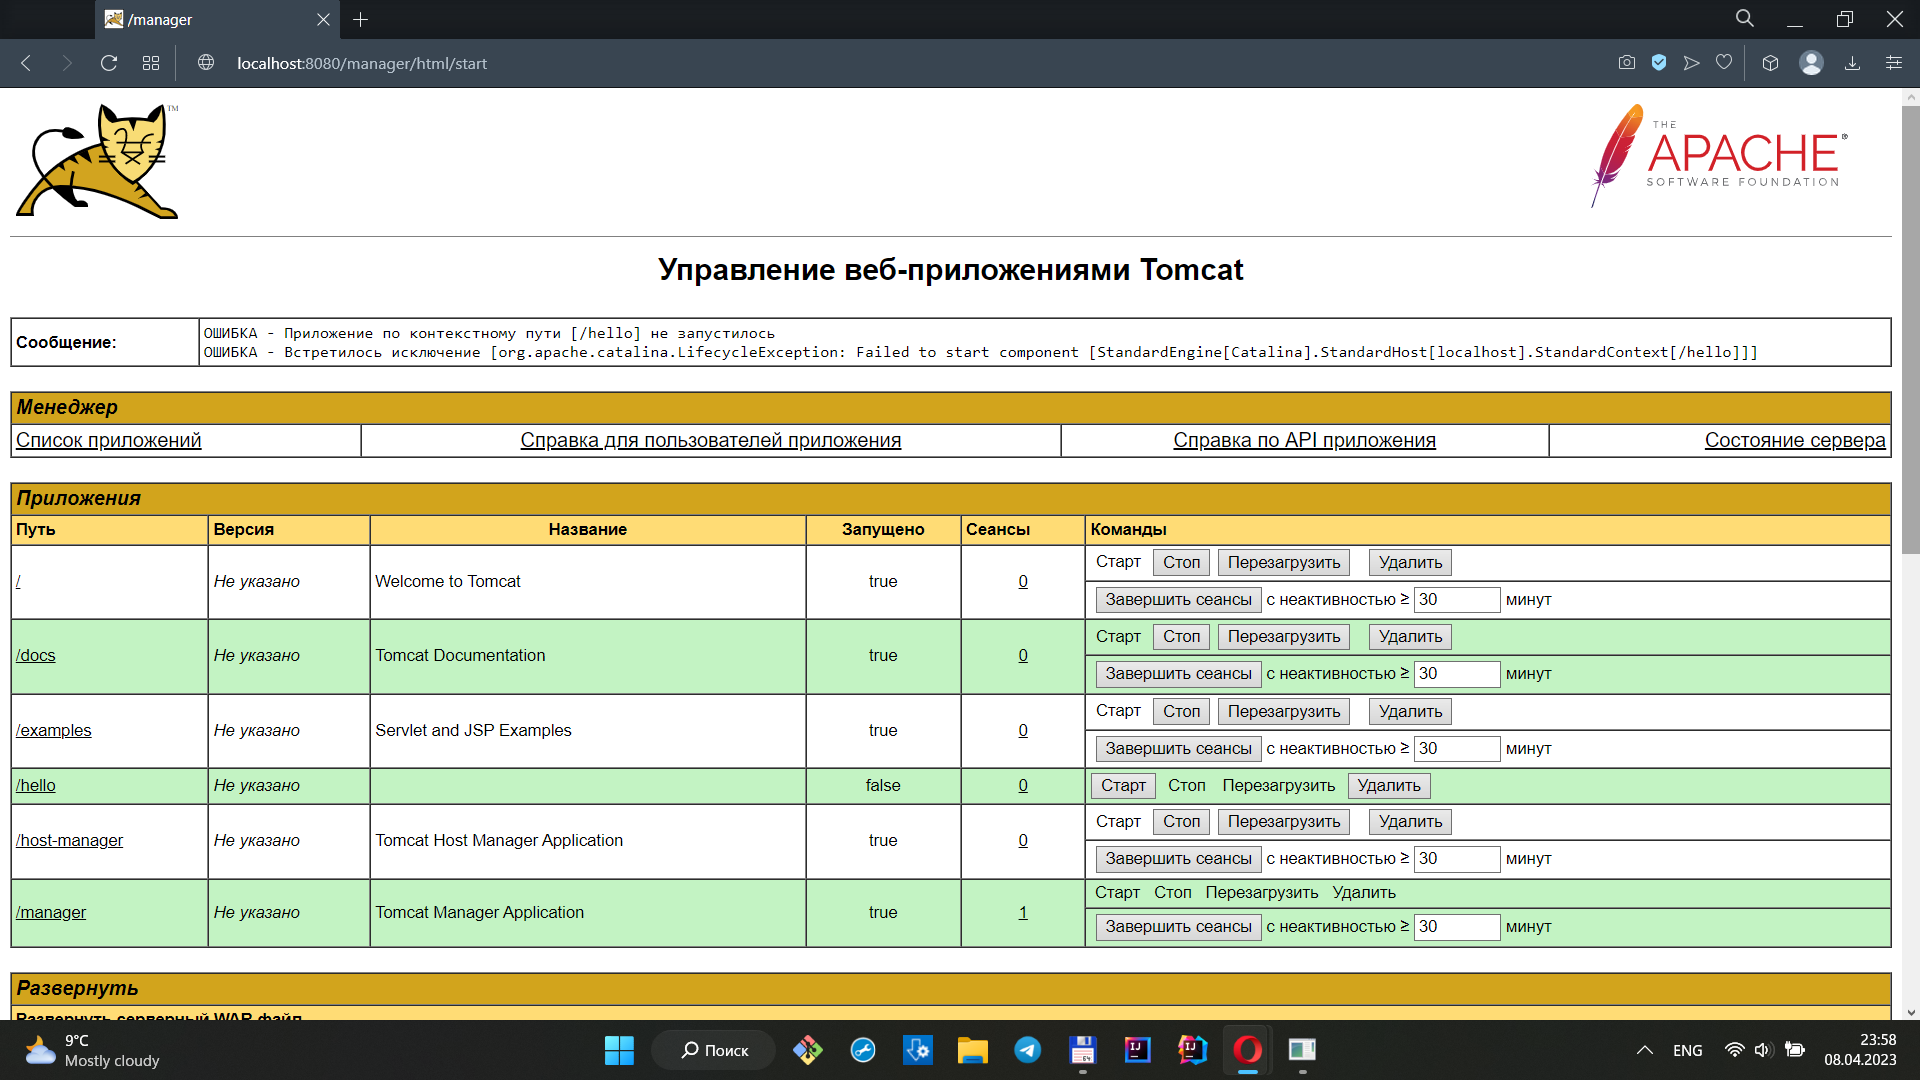 /manager
localhost:8080/manager/html/start
TM
THE
APACHE®
SOFTWARE FOUNDATION
Управление веб-приложениями Tomcat
Сообщение:
ОШИБКА - Приложение по контекстному пути [/hello] не запустилось
ОШИБКА - Встретилось исключение [org.apache.catalina.LifecycleException: Failed to start component [StandardEngine[Catalina].StandardHost[localhost].StandardContext[/hello]]]
Менеджер
Список приложений Справка для пользователей приложения Справка по API приложения Состояние сервера
Приложения
Путь Версия Название Запущено Сеансы Команды
/ Не указано Welcome to Tomcat true 0 Старт Стоп Перезагрузить Удалить
Завершить сеансы с неактивностью ≥ 30 минут
/docs Не указано Tomcat Documentation true 0 Старт Стоп Перезагрузить Удалить
Завершить сеансы с неактивностью ≥ 30 минут
/examples Не указано Servlet and JSP Examples true 0 Старт Стоп Перезагрузить Удалить
Завершить сеансы с неактивностью ≥ 30 минут
/hello Не указано false 0 Старт Стоп Перезагрузить Удалить
/host-manager Не указано Tomcat Host Manager Application true 0 Старт Стоп Перезагрузить Удалить
Завершить сеансы с неактивностью ≥ 30 минут
/manager Не указано Tomcat Manager Application true 1 Старт Стоп Перезагрузить Удалить
Завершить сеансы с неактивностью ≥ 30 минут
Развернуть
Развернуть серверный WAR файл
9°C
Mostly cloudy
Поиск
64
IJ
IJ
ENG
23:58
08.04.2023